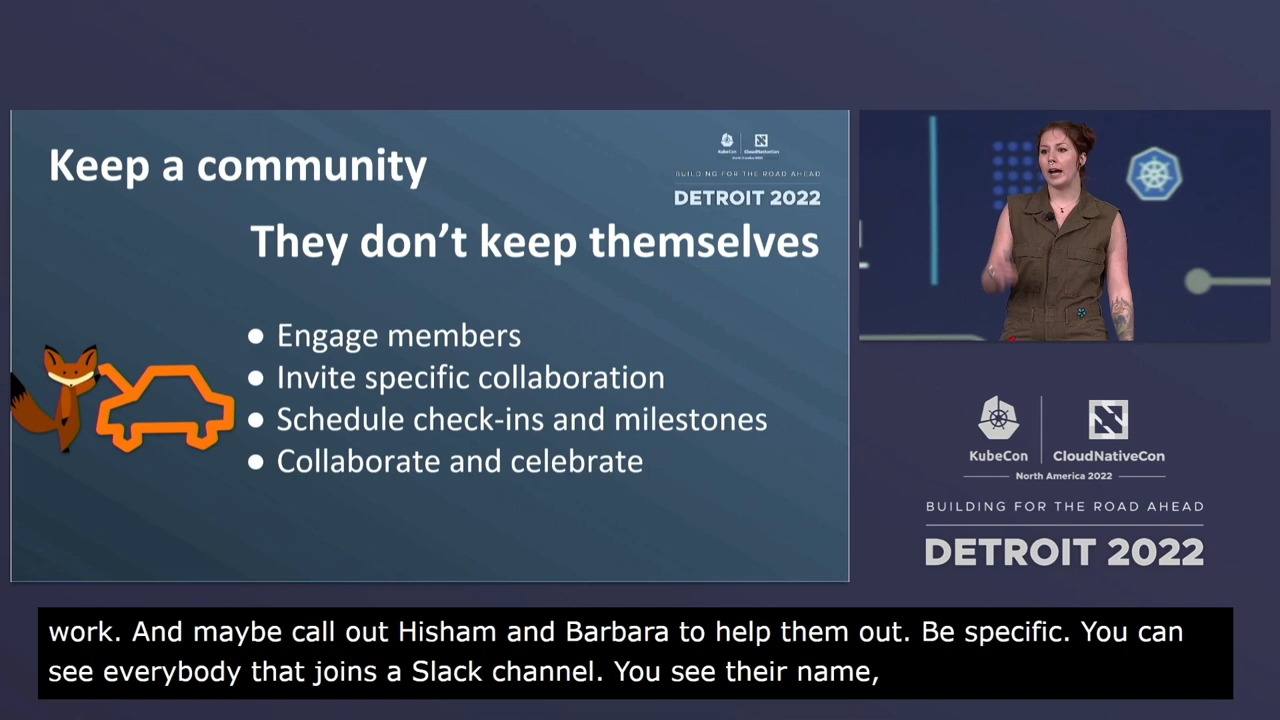 Keep a community
They don’t keep themselves
KubeCon
CloudNativeCon
BUILDING FOR THE ROAD AHEAD
DETROIT 2022
● Engage members
● Invite specific collaboration
● Schedule check-ins and milestones
● Collaborate and celebrate
KubeCon
CloudNativeCon
North America 2022
BUILDING FOR THE ROAD AHEAD
DETROIT 2022
work. And maybe call out Hisham and Barbara to help them out. Be specific. You can
see everybody that joins a Slack channel. You see their name,